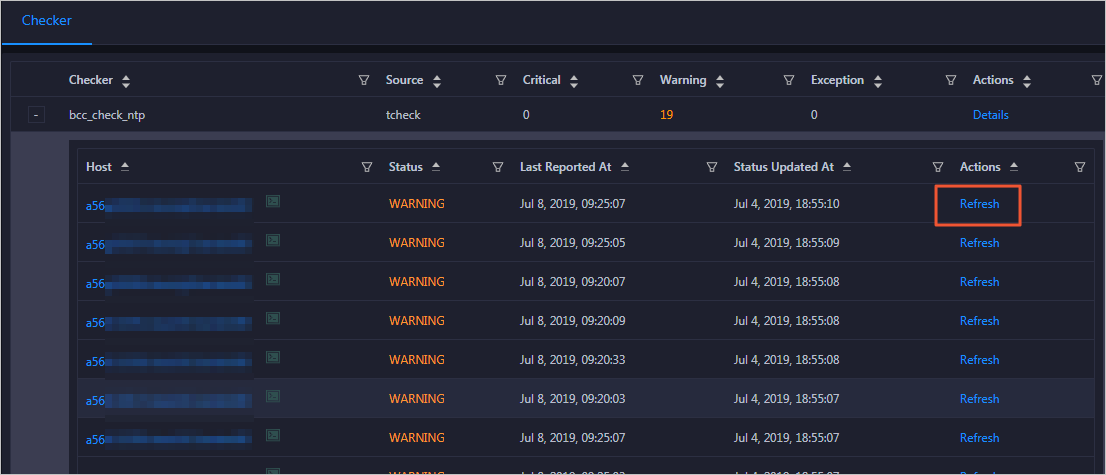 Checker
Checker Source Critical Warning Exception Actions
- bcc_check_ntp tcheck 0 19 0 Details
Host Status Last Reported At Status Updated At Actions
a56 WARNING Jul 8, 2019, 09:25:07 Jul 4, 2019, 18:55:10 Refresh
a56 WARNING Jul 8, 2019, 09:25:05 Jul 4, 2019, 18:55:09 Refresh
a56 WARNING Jul 8, 2019, 09:20:07 Jul 4, 2019, 18:55:08 Refresh
a56 WARNING Jul 8, 2019, 09:20:09 Jul 4, 2019, 18:55:08 Refresh
a56 WARNING Jul 8, 2019, 09:20:33 Jul 4, 2019, 18:55:08 Refresh
a56 WARNING Jul 8, 2019, 09:20:03 Jul 4, 2019, 18:55:07 Refresh
a56 WARNING Jul 8, 2019, 09:25:07 Jul 4, 2019, 18:55:07 Refresh